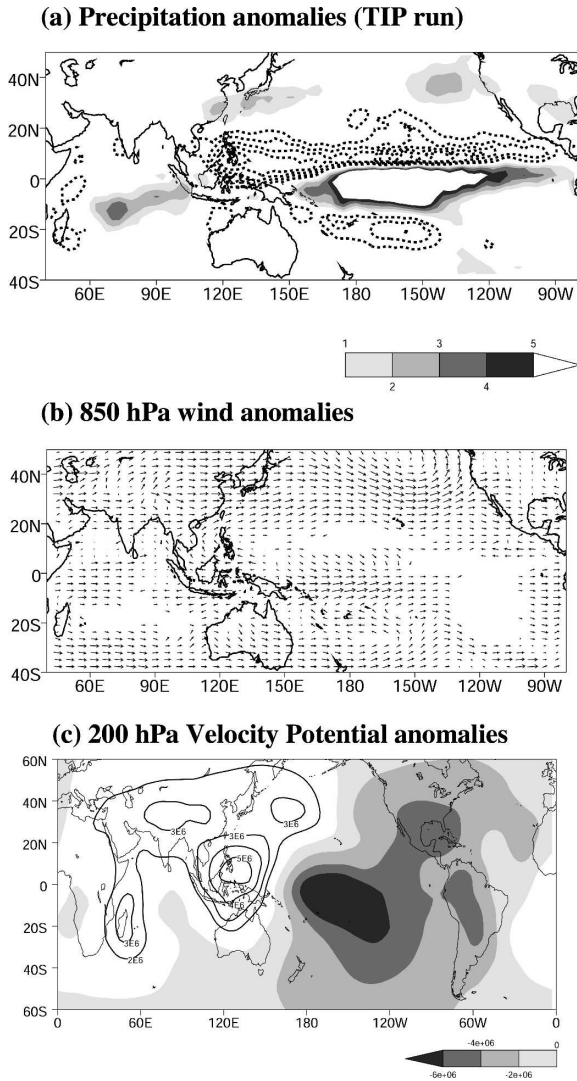 (a) Precipitation anomalies (TIP run)
40N
20N
0
20S
40S
60E 90E 120E 150E 180 150W 120W 90W
1 3 5
2 4
(b) 850 hPa wind anomalies
40N
20N
0
20S
40S
60E 90E 120E 150E 180 150W 120W 90W
(c) 200 hPa Velocity Potential anomalies
60N
40N
20N
0
20S
40S
60S
3E6 3E6
3E6
5E6
4E6
3E6
2E6
0 60E 120E 180 120W 60W 0
-4e+06 0
-6e+06 -2e+06